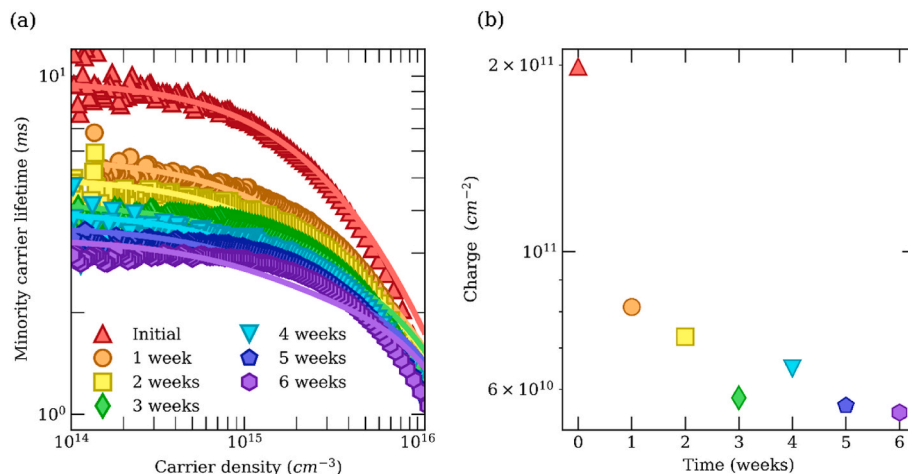 (a)
(b)
Minority carrier lifetime (ms)
10¹
10⁰
Initial
1 week
2 weeks
3 weeks
4 weeks
5 weeks
6 weeks
10¹⁴
10¹⁵
10¹⁶
Carrier density (cm⁻³)
Charge (cm⁻²)
2 × 10¹¹
10¹¹
6 × 10¹⁰
0 1 2 3 4 5 6
Time (weeks)